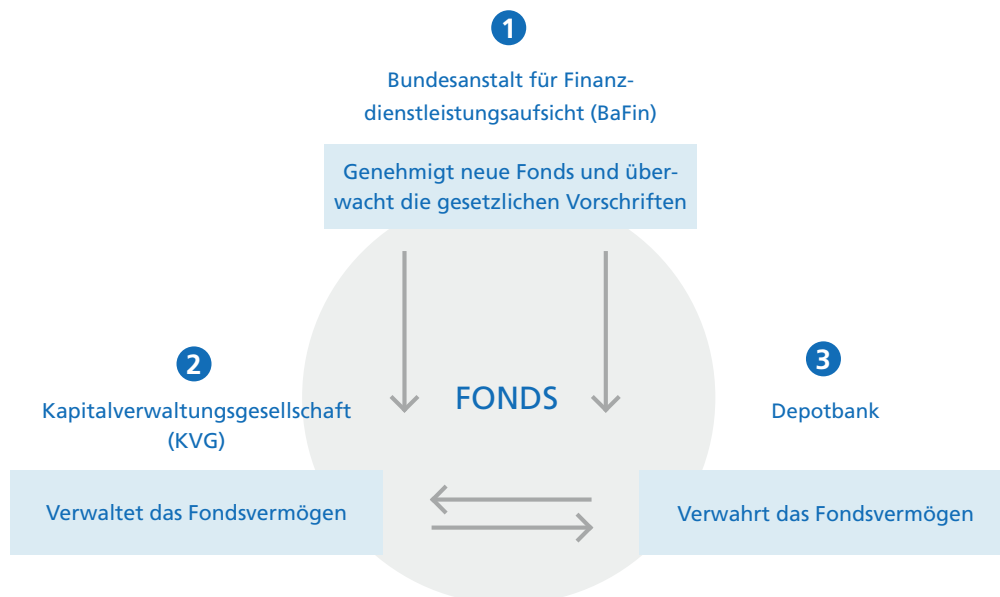 1
Bundesanstalt für Finanz-
dienstleistungsaufsicht (BaFin)
Genehmigt neue Fonds und über-
wacht die gesetzlichen Vorschriften
2
Kapitalverwaltungsgesellschaft
(KVG)
Verwaltet das Fondsvermögen
FONDS
3
Depotbank
Verwahrt das Fondsvermögen